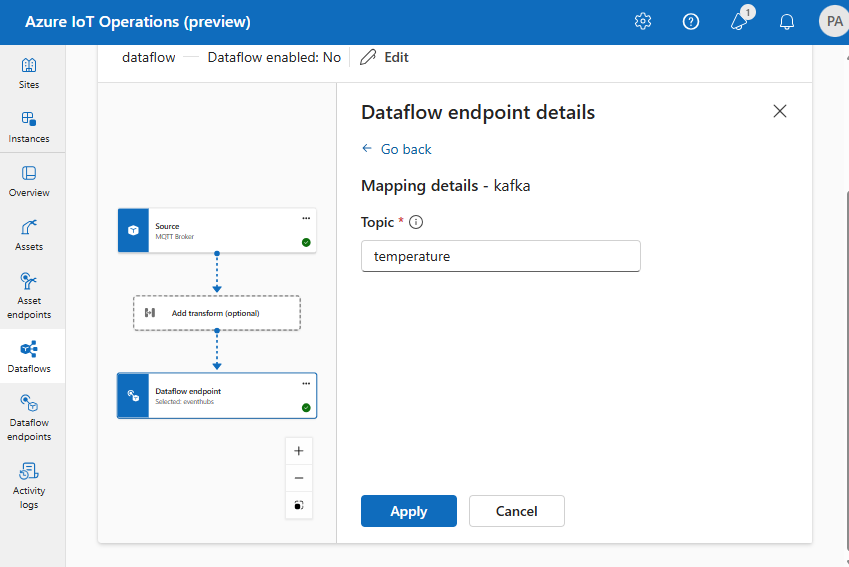 Azure IoT Operations (preview)
1
PA
Sites
Instances
Overview
Assets
Asset
endpoints
Dataflows
Dataflow
endpoints
Activity
logs
dataflow — Dataflow enabled: No
Edit
Source
MQTT Broker
Add transform (optional)
Dataflow endpoint
Selected: eventhubs
Dataflow endpoint details
Go back
Mapping details - kafka
Topic *
temperature
Apply
Cancel